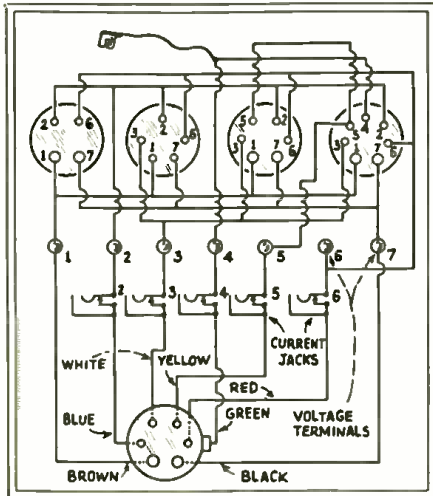 2 6
1 7
2
3 6
1 7
5 2
3 6
1 7
4
5 2
3 6
1 7
1 2 3 4 5 6 7
2 3 4 5 6
CURRENT
JACKS
WHITE YELLOW
RED
GREEN
BLUE
VOLTAGE
TERMINALS
BROWN BLACK